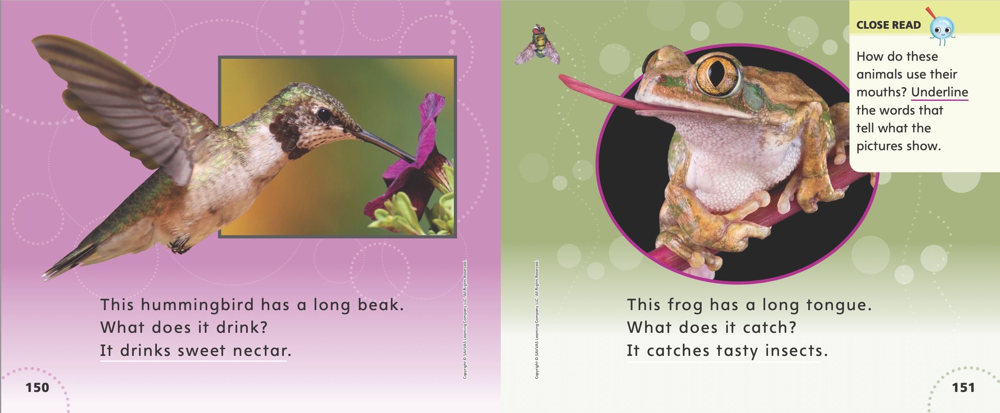 This hummingbird has a long beak.
What does it drink?
It drinks sweet nectar.
150
Copyright © SAVVAS Learning Company LLC. All Rights Reserved.
CLOSE READ
How do these
animals use their
mouths? Underline
the words that
tell what the
pictures show.
Copyright © SAVVAS Learning Company LLC. All Rights Reserved.
This frog has a long tongue.
What does it catch?
It catches tasty insects.
151